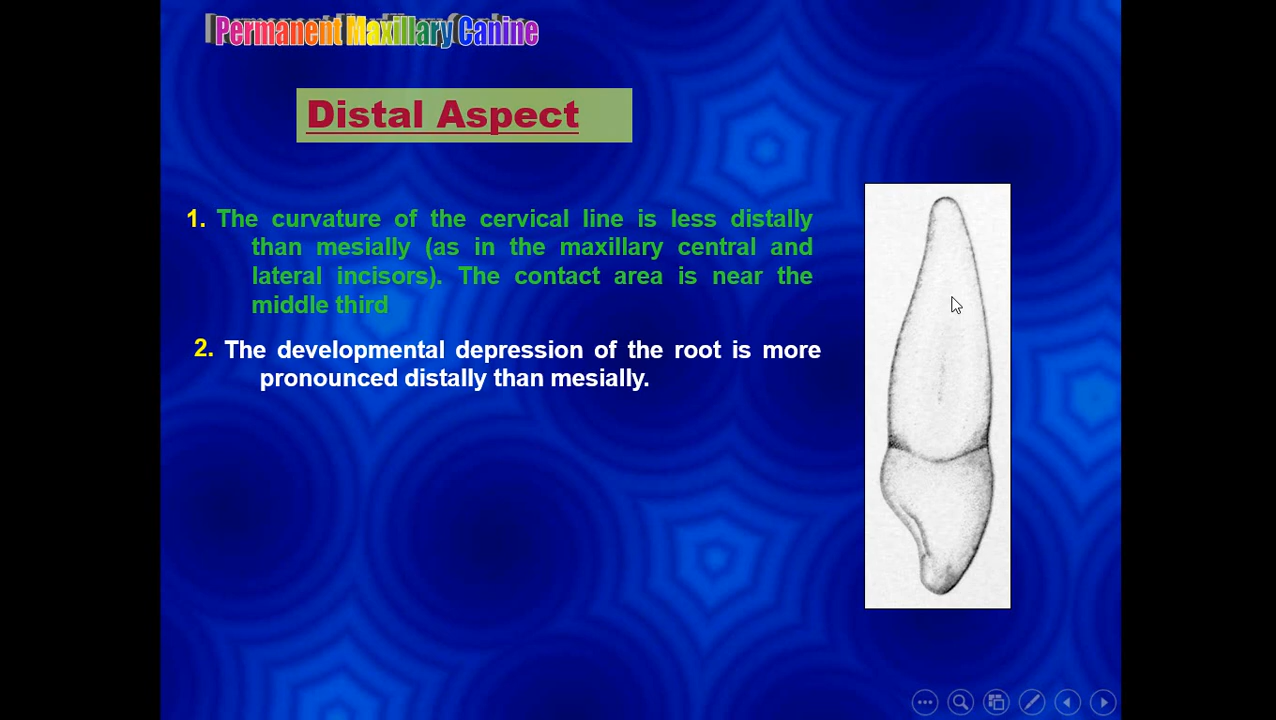 Permanent Maxillary Canine
Distal Aspect
1. The curvature of the cervical line is less distally
than mesially (as in the maxillary central and
lateral incisors). The contact area is near the
middle third
2. The developmental depression of the root is more
pronounced distally than mesially.